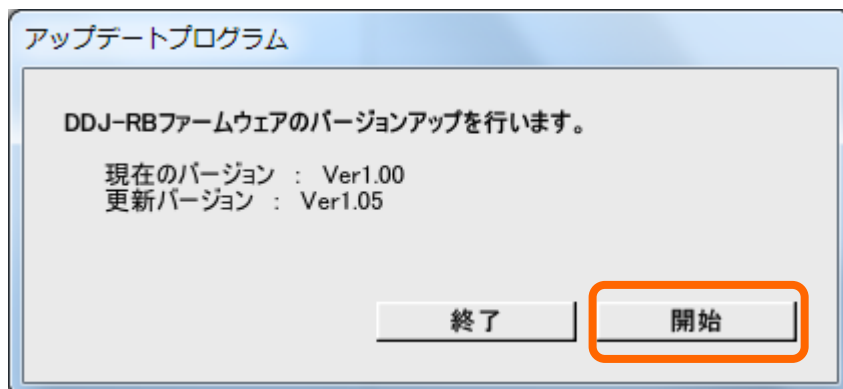 アップデートプログラム
DDJ-RBファームウェアのバージョンアップを行います。
現在のバージョン : Ver1.00
更新バージョン : Ver1.05
終了 開始